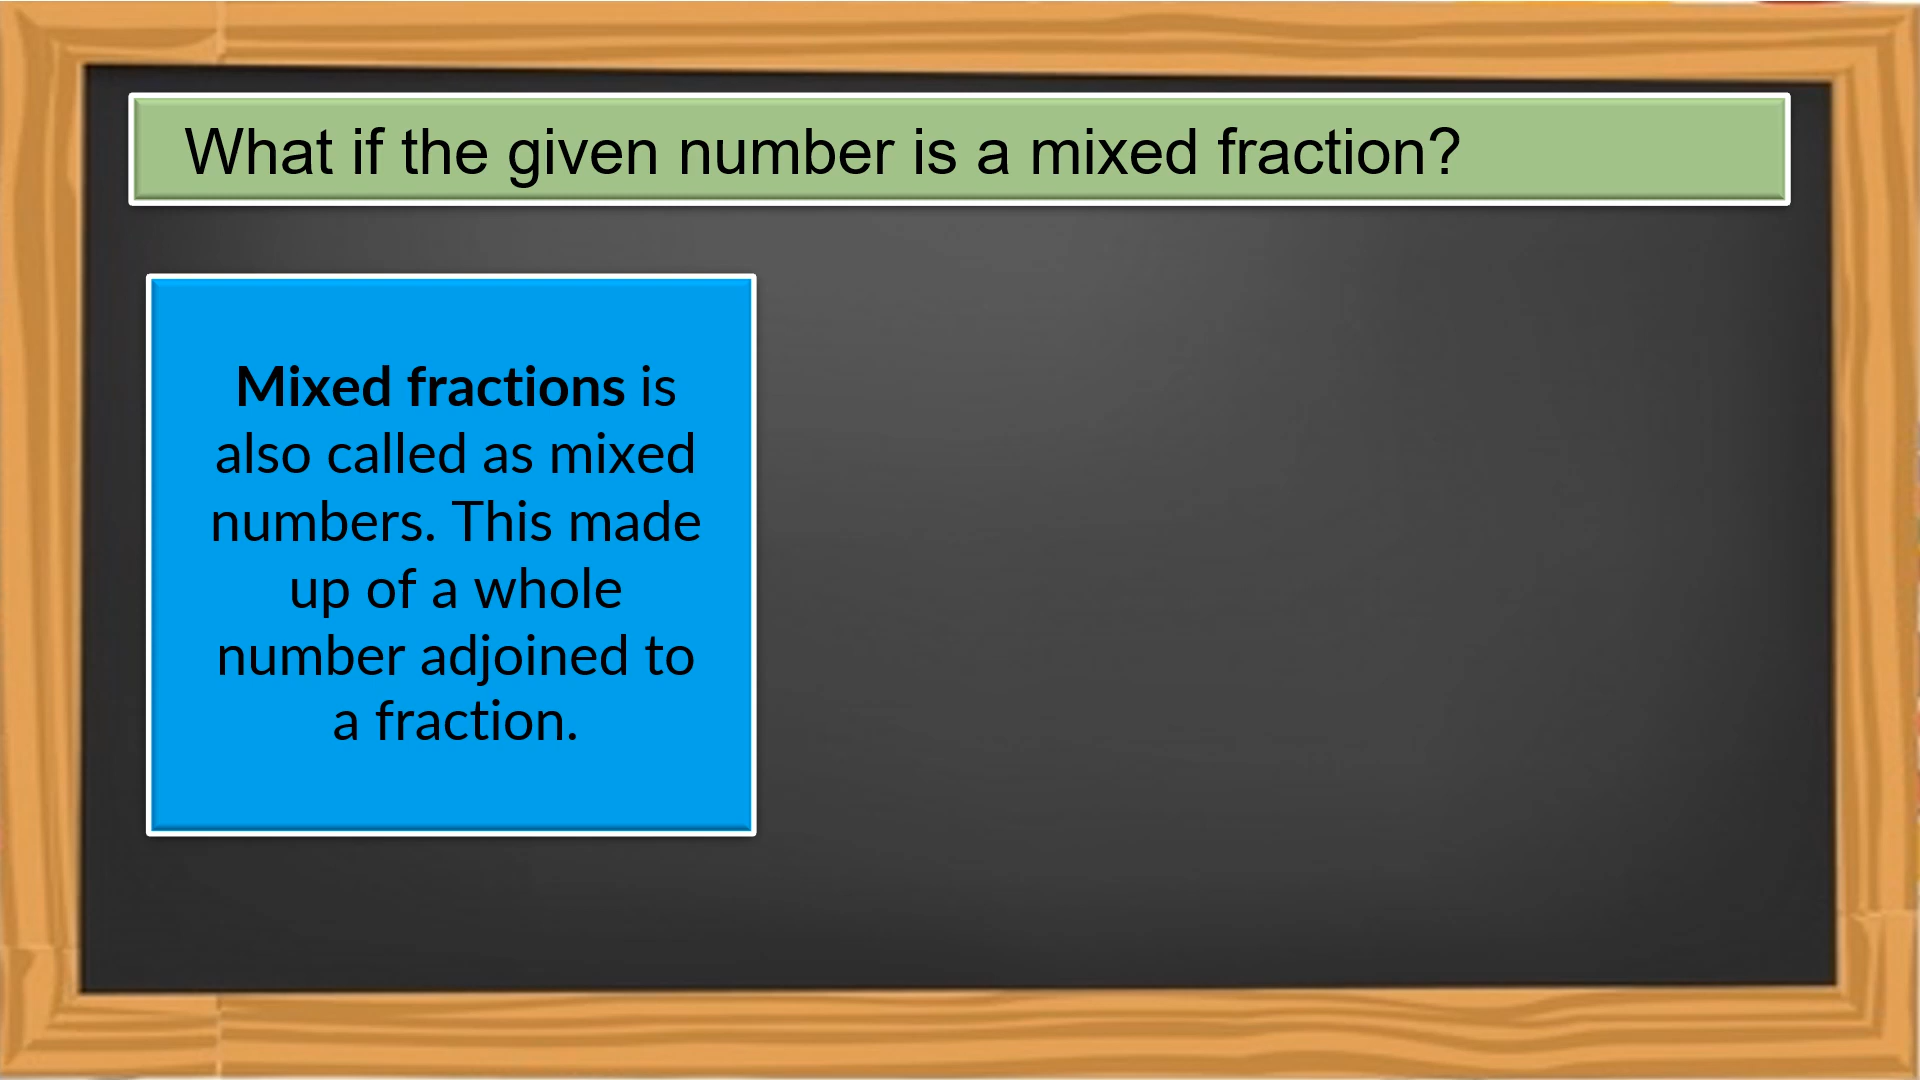 What if the given number is a mixed fraction?
Mixed fractions is
also called as mixed
numbers. This made
up of a whole
number adjoined to
a fraction.